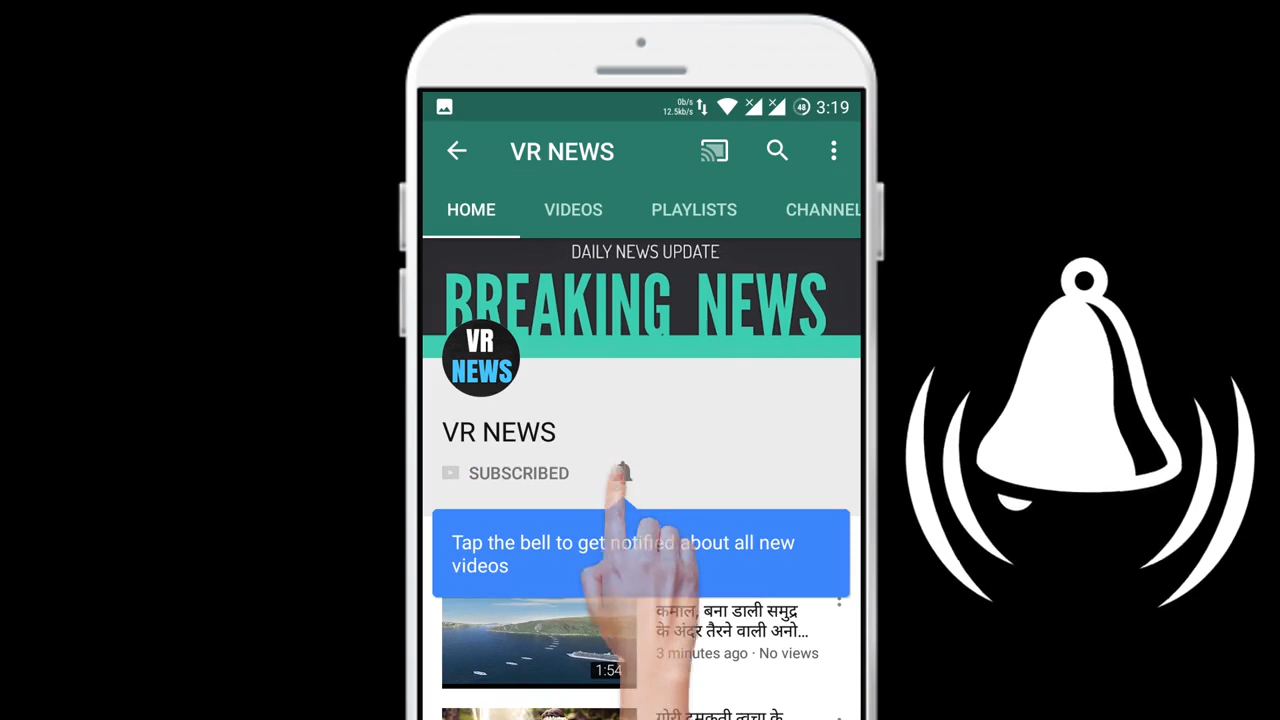 0b/s
12.5kb/s
48
3:19
VR NEWS
HOME
VIDEOS
PLAYLISTS
CHANNEL
DAILY NEWS UPDATE
BREAKING NEWS
VR
NEWS
VR NEWS
SUBSCRIBED
Tap the bell to get notified about all new
videos
कमाल, बना डाली समुद्र
के अंदर तैरने वाली अनो...
3 minutes ago · No views
1:54
गोरी दमकती त्वचा के